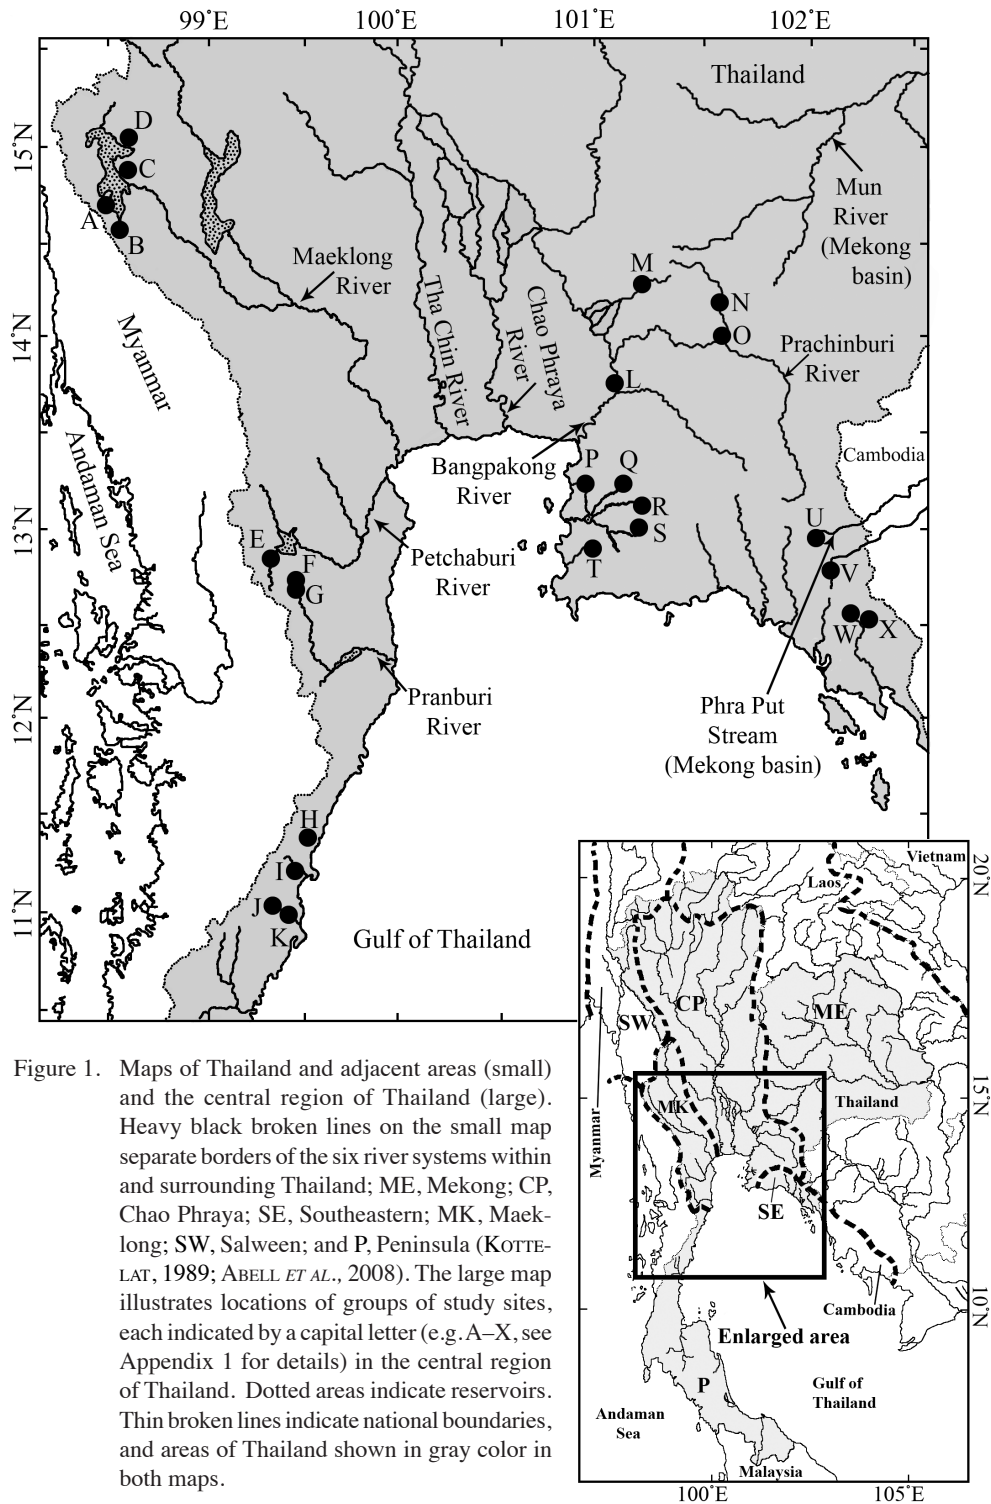 99°E 100°E 101°E 102°E
Thailand
15°N
D
C
A
B
Mun
River
(Mekong
basin)
Maeklong
River
M
N
O
14°N
Tha Chin River
Chao Phraya
River
Prachinburi
River
Myanmar
L
Andaman Sea
Cambodia
Bangpakong
River
P Q
R
S
T
U
V
W X
13°N
E
F
G
Petchaburi
River
12°N
Pranburi
River
Phra Put
Stream
(Mekong basin)
H
I
J
K
11°N
Gulf of Thailand
Vietnam
Laos
20°N
CP
ME
SW
Thailand
15°N
MK
Myanmar
SE
Cambodia
10°N
Enlarged area
P
Gulf of
Thailand
Andaman
Sea
Malaysia
100°E 105°E
Figure 1. Maps of Thailand and adjacent areas (small)
and the central region of Thailand (large).
Heavy black broken lines on the small map
separate borders of the six river systems within
and surrounding Thailand; ME, Mekong; CP,
Chao Phraya; SE, Southeastern; MK, Maek-
long; SW, Salween; and P, Peninsula (KOTTE-
LAT, 1989; ABELL ET AL., 2008). The large map
illustrates locations of groups of study sites,
each indicated by a capital letter (e.g. A–X, see
Appendix 1 for details) in the central region
of Thailand. Dotted areas indicate reservoirs.
Thin broken lines indicate national boundaries,
and areas of Thailand shown in gray color in
both maps.